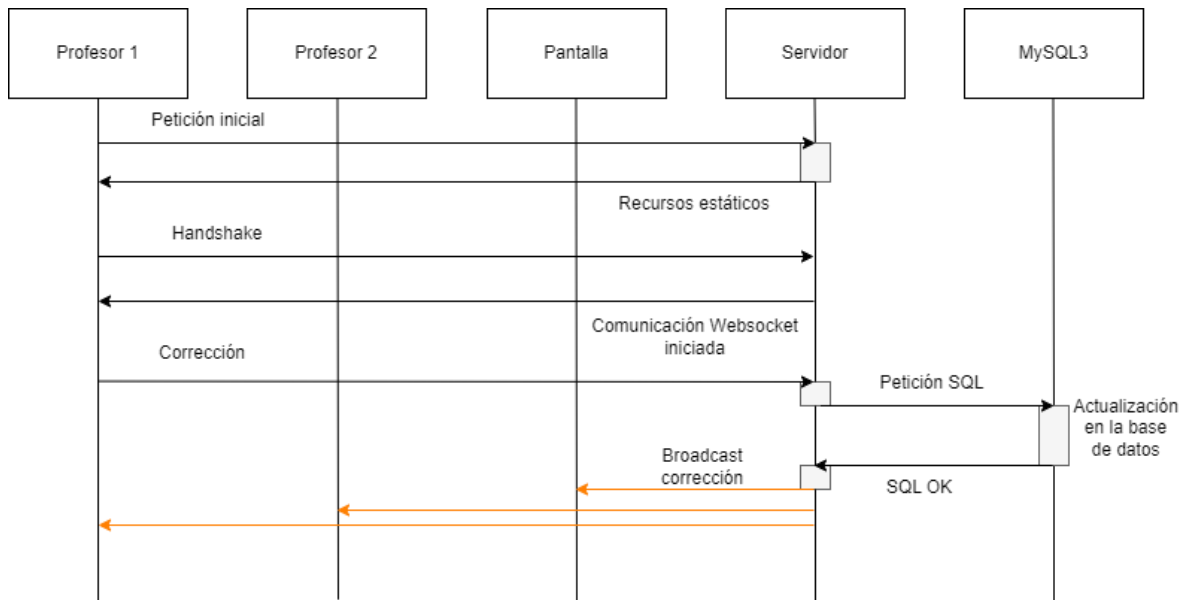 Profesor 1
Profesor 2
Pantalla
Servidor
MySQL3
Petición inicial
Recursos estáticos
Handshake
Comunicación Websocket
iniciada
Corrección
Petición SQL
Actualización
en la base
de datos
Broadcast
corrección
SQL OK